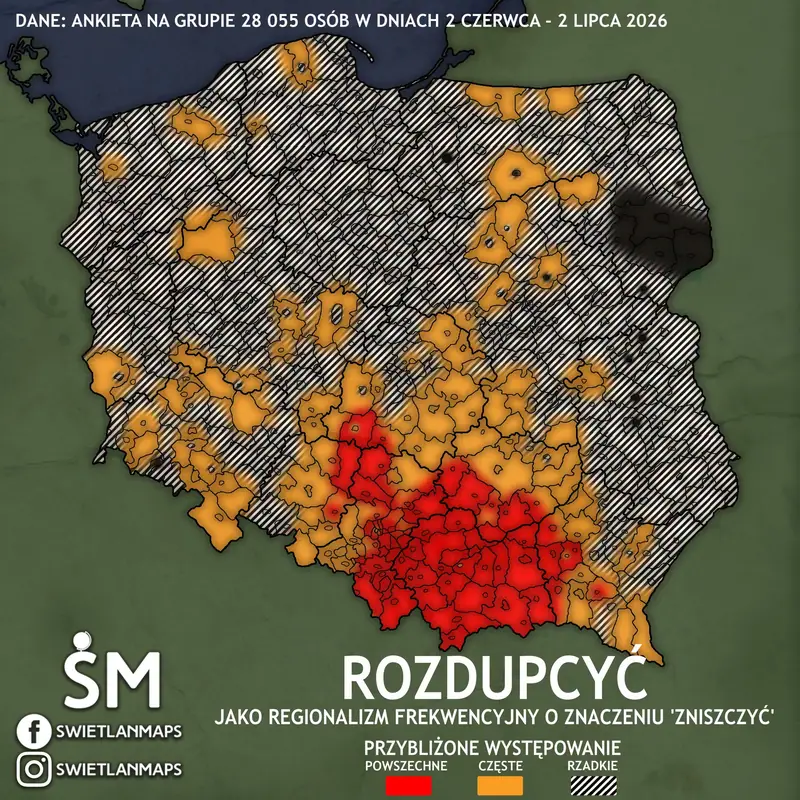 DANE: ANKIETA NA GRUPIE 28 055 OSÓB W DNIACH 2 CZERWCA - 2 LIPCA 2026
ŚM
SWIETLANMAPS
SWIETLANMAPS
ROZDUPCYĆ
JAKO REGIONALIZM FREKWENCYJNY O ZNACZENIU 'ZNISZCZYĆ'
PRZYBLIŻONE WYSTĘPOWANIE
POWSZECHNE CZĘSTE RZADKIE